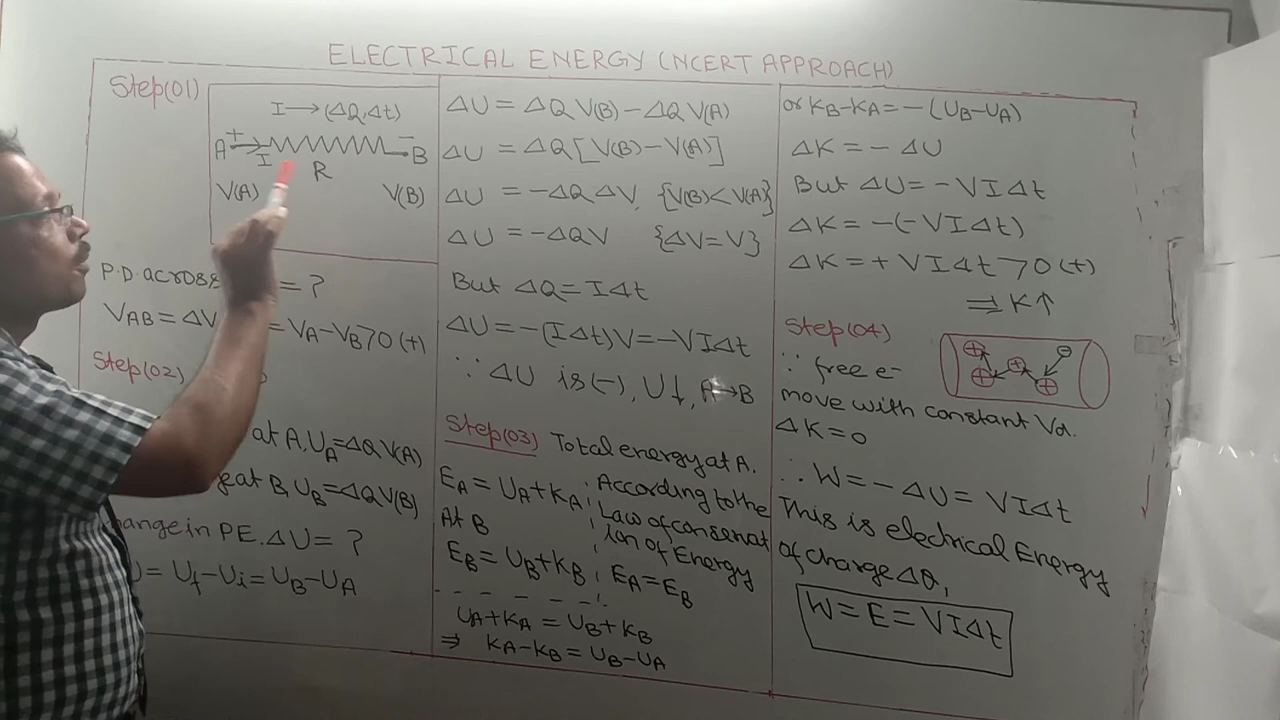 ELECTRICAL ENERGY (NCERT APPROACH)
Step(01)
I → (ΔQ, Δt)
A + − B
I R
V(A) V(B)
P.D. across = ?
VAB = ΔV = VA − VB > 0 (+)
Step(02)
at A, UA = ΔQ V(A)
at B, UB = ΔQ V(B)
change in PE. ΔU = ?
= Uf − Ui = UB − UA
ΔU = ΔQ V(B) − ΔQ V(A)
ΔU = ΔQ [V(B) − V(A)]
ΔU = −ΔQ ΔV, {V(B) < V(A)}
ΔU = −ΔQV {ΔV = V}
But ΔQ = IΔt
ΔU = −(IΔt)V = −VIΔt
∵ ΔU is (−), U↓, A→B
Step(03) Total energy at A,
EA = UA + KA
At B
EB = UB + KB
According to the
Law of conservat
ion of Energy
EA = EB
UA + KA = UB + KB
⇒ KA − KB = UB − UA
or KB − KA = −(UB − UA)
ΔK = − ΔU
But ΔU = − VIΔt
ΔK = −(− VIΔt)
ΔK = + VIΔt > 0 (+)
⇒ K↑
Step(04)
∵ free e−
move with constant Vd.
ΔK = 0
∴ W = − ΔU = VIΔt
This is electrical Energy
of charge ΔQ,
W = E = VIΔt
+ + + + −